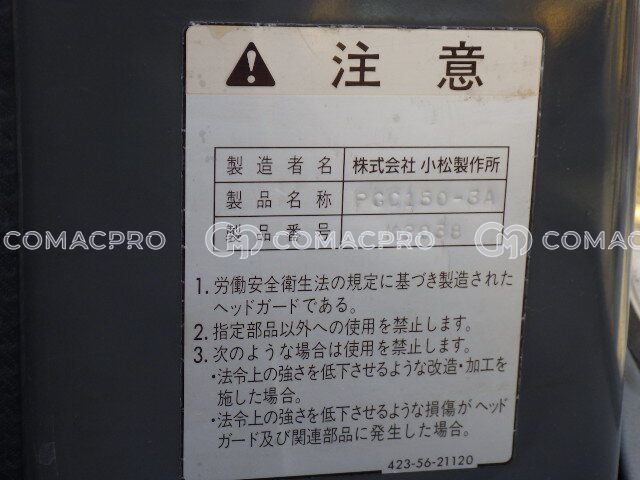 注意
製造者名 株式会社 小松製作所
製品名称 PGC150-3A
製品番号
COMACPRO COMACPRO
1. 労働安全衛生法の規定に基づき製造された
ヘッドガードである。
2. 指定部品以外への使用を禁止します。
3. 次のような場合は使用を禁止します。
・法令上の強さを低下させるような改造・加工を
施した場合。
・法令上の強さを低下させるような損傷がヘッド
ガード及び関連部品に発生した場合。
423-56-21120